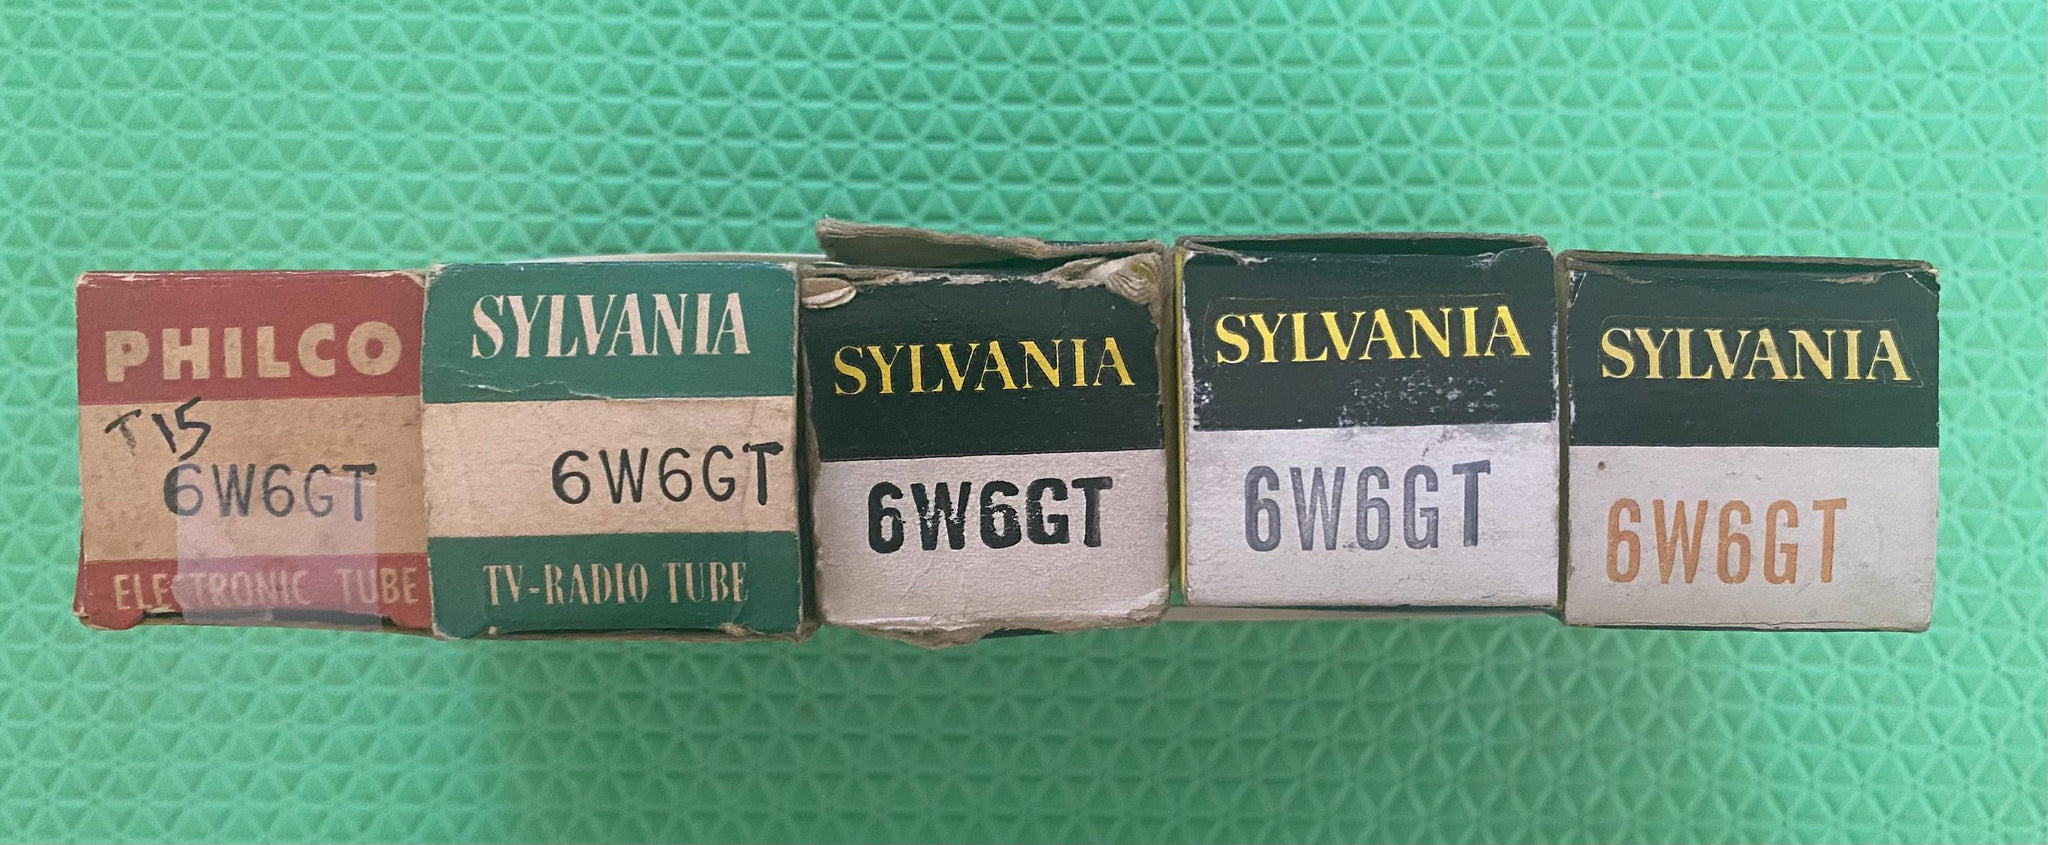 PHILCO
T15
6W6GT
ELECTRONIC TUBE
SYLVANIA
6W6GT
TV-RADIO TUBE
SYLVANIA
6W6GT
SYLVANIA
6W6GT
SYLVANIA
6W6GT